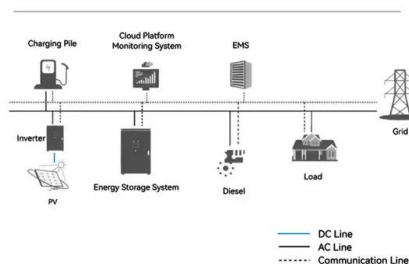 Charging Pile
Cloud Platform
Monitoring System
EMS
Grid
Inverter
PV
Energy Storage System
Diesel
Load
DC Line
AC Line
Communication Line